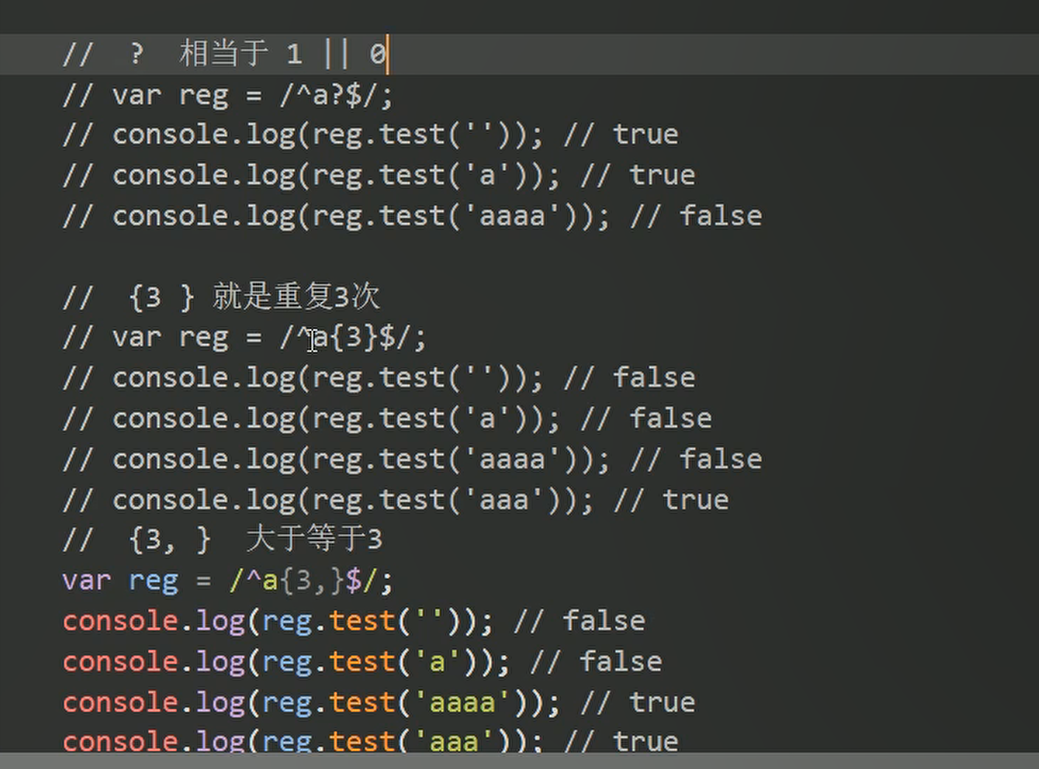 //  ?  相当于 1 || 0
// var reg = /^a?$/;
// console.log(reg.test('')); // true
// console.log(reg.test('a')); // true
// console.log(reg.test('aaaa')); // false
//  {3 } 就是重复3次
// var reg = /^a{3}$/;
// console.log(reg.test('')); // false
// console.log(reg.test('a')); // false
// console.log(reg.test('aaaa')); // false
// console.log(reg.test('aaa')); // true
//  {3, }  大于等于3
var reg = /^a{3,}$/;
console.log(reg.test('')); // false
console.log(reg.test('a')); // false
console.log(reg.test('aaaa')); // true
console.log(reg.test('aaa')); // true